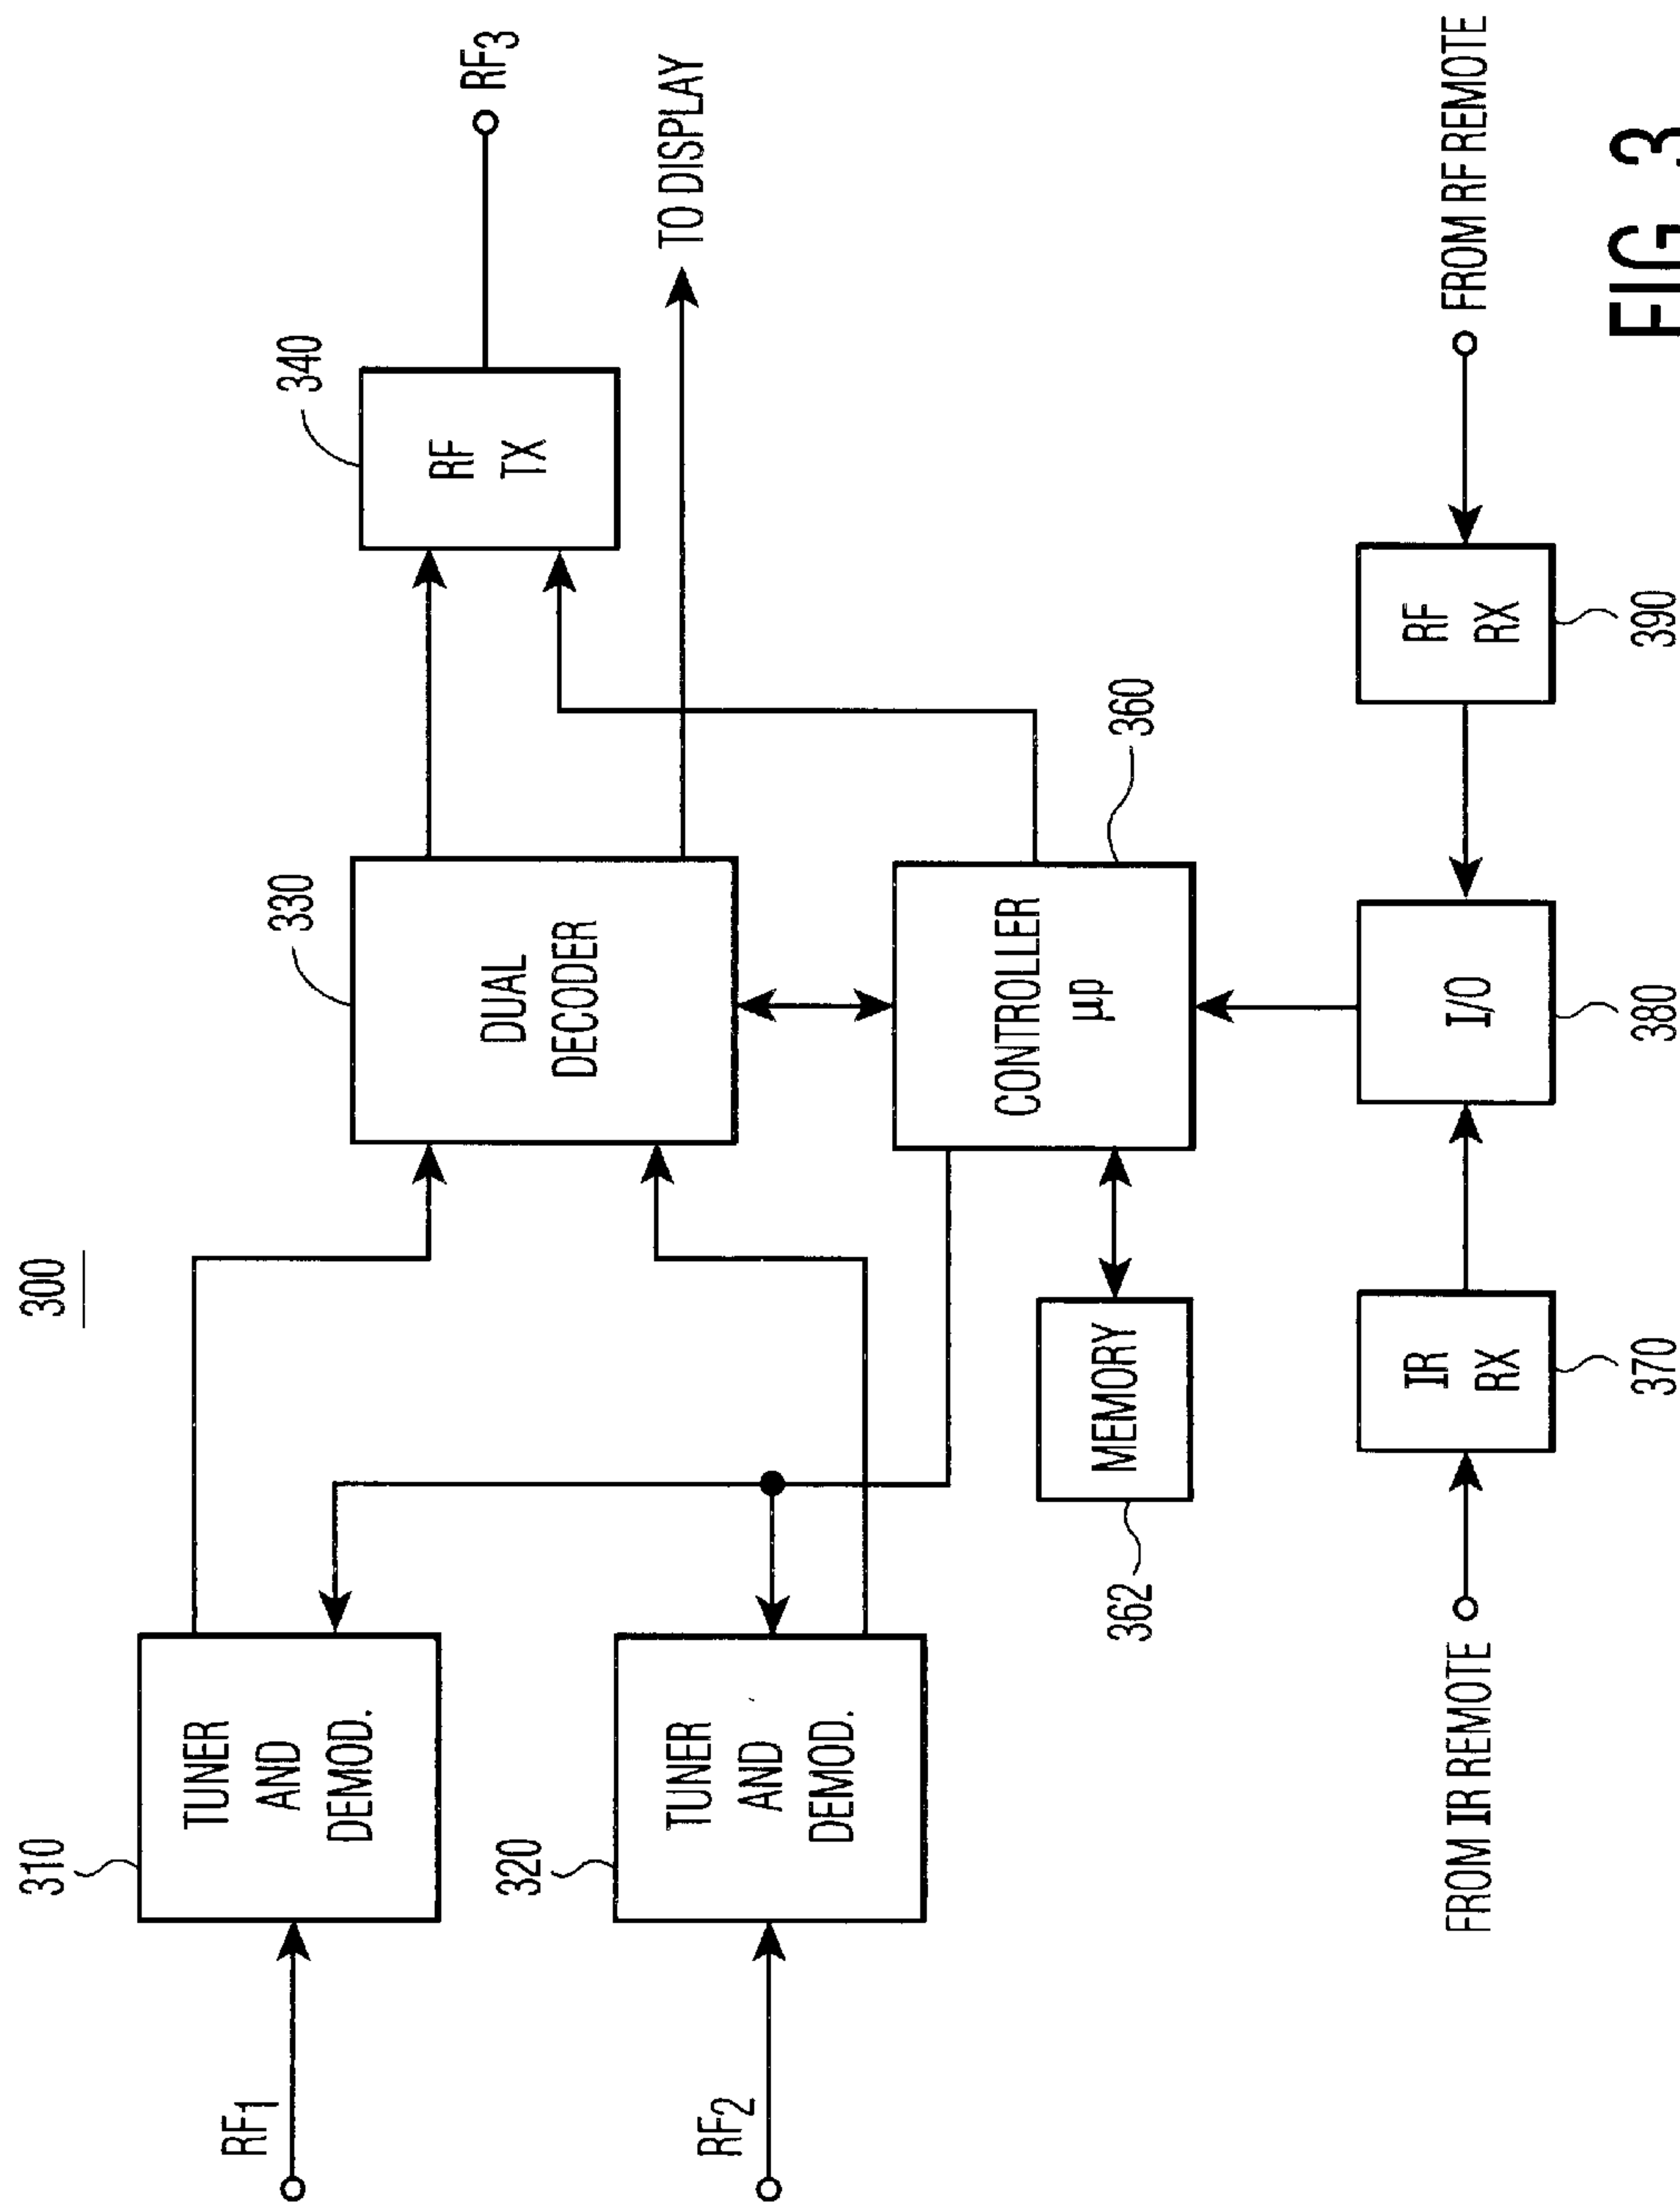 300
310
TUNER
AND
DEMOD.
RF1
320
TUNER
AND
DEMOD.
RF2
330
DUAL
DECODER
340
RF
TX
RF3
TO DISPLAY
360
CONTROLLER
μp
MEMORY
362
FROM IR REMOTE
IR
RX
370
I/O
380
RF
RX
390
FROM RF REMOTE
FIG. 3